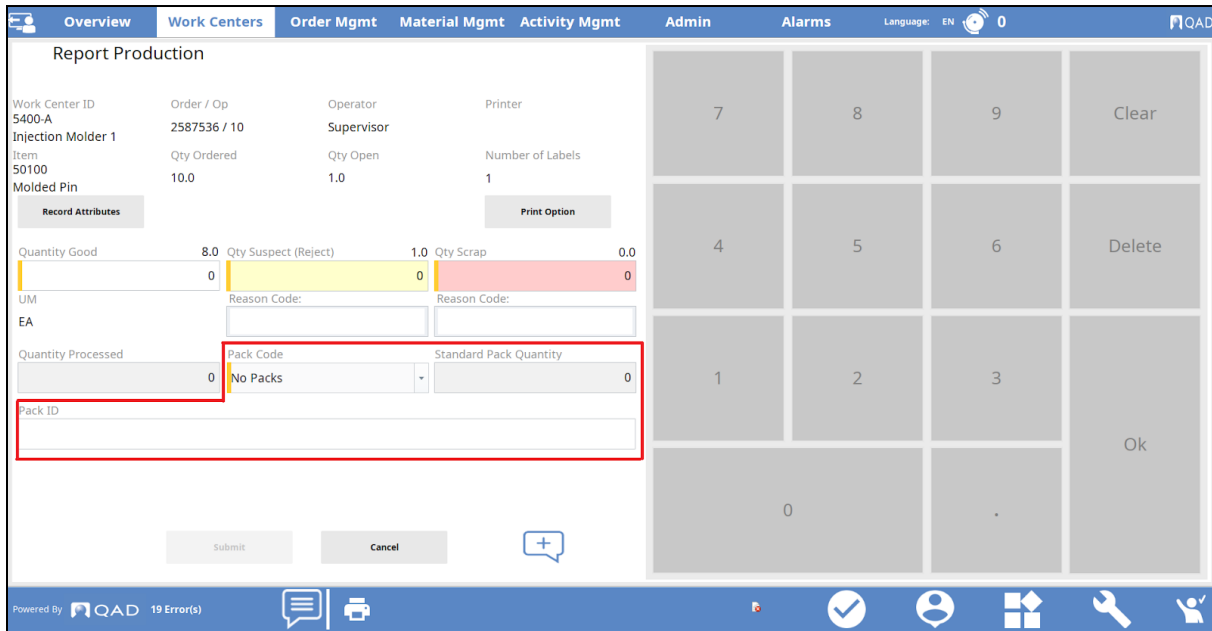 Overview Work Centers Order Mgmt Material Mgmt Activity Mgmt Admin Alarms Language: EN 0 QAD
Report Production
Work Center ID Order / Op Operator Printer
5400-A 2587536 / 10 Supervisor
Injection Molder 1
Item Qty Ordered Qty Open Number of Labels
50100 10.0 1.0 1
Molded Pin
Record Attributes Print Option
Quantity Good 8.0 Qty Suspect (Reject) 1.0 Qty Scrap 0.0
0 0 0
UM Reason Code: Reason Code:
EA
Quantity Processed Pack Code Standard Pack Quantity
0 No Packs 0
Pack ID
Submit Cancel
7 8 9 Clear
4 5 6 Delete
1 2 3
Ok
0 .
Powered By QAD 19 Error(s)